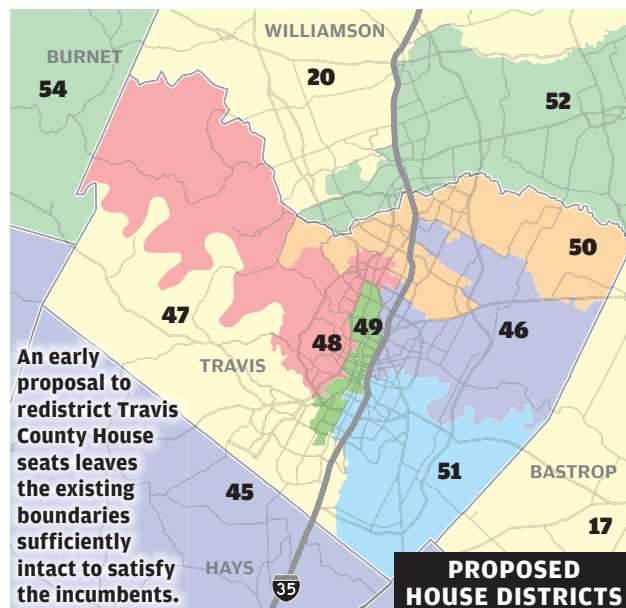 WILLIAMSON
BURNET
54
20
52
50
47
49
46
48
TRAVIS
An early
proposal to
redistrict Travis
County House
seats leaves
the existing
boundaries
sufficiently
intact to satisfy
the incumbents.
45
51
BASTROP
17
HAYS
35
PROPOSED
HOUSE DISTRICTS